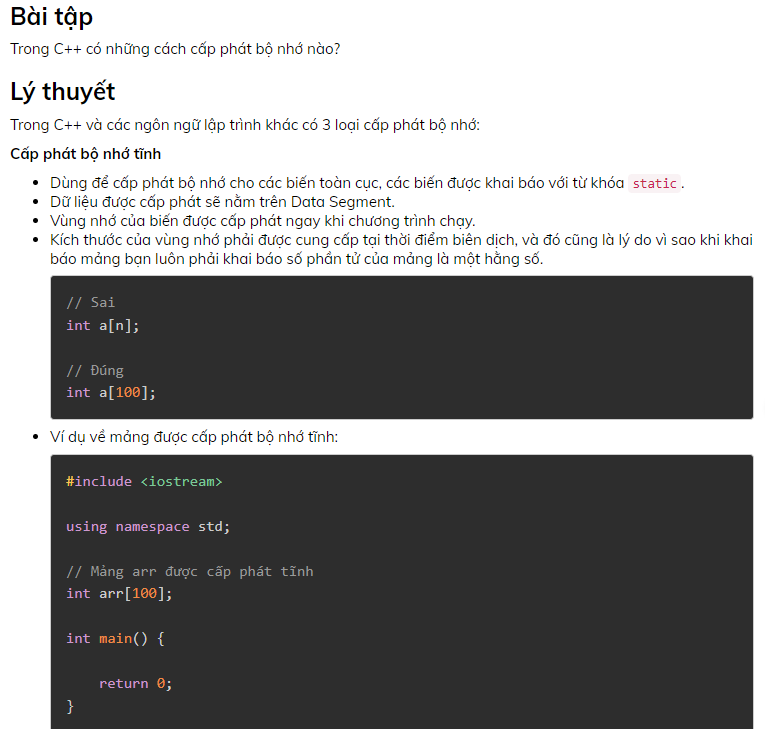 Bài tập
Trong C++ có những cách cấp phát bộ nhớ nào?
Lý thuyết
Trong C++ và các ngôn ngữ lập trình khác có 3 loại cấp phát bộ nhớ:
Cấp phát bộ nhớ tĩnh
• Dùng để cấp phát bộ nhớ cho các biến toàn cục, các biến được khai báo với từ khóa static.
• Dữ liệu được cấp phát sẽ nằm trên Data Segment.
• Vùng nhớ của biến được cấp phát ngay khi chương trình chạy.
• Kích thước của vùng nhớ phải được cung cấp tại thời điểm biên dịch, và đó cũng là lý do vì sao khi khai
báo mảng bạn luôn phải khai báo số phần tử của mảng là một hằng số.
// Sai
int a[n];
// Đúng
int a[100];
• Ví dụ về mảng được cấp phát bộ nhớ tĩnh:
#include <iostream>
using namespace std;
// Mảng arr được cấp phát tĩnh
int arr[100];
int main() {
return 0;
}